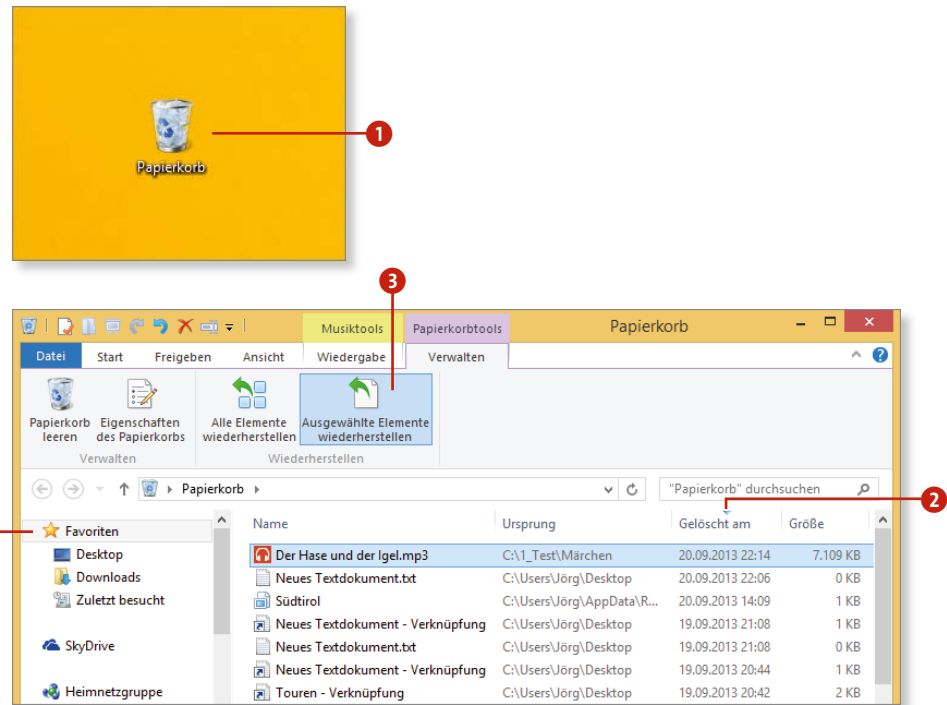 1
Papierkorb
3
Musiktools Papierkorbtools Papierkorb
Datei Start Freigeben Ansicht Wiedergabe Verwalten
Papierkorb leeren
Eigenschaften des Papierkorbs
Alle Elemente wiederherstellen
Ausgewählte Elemente wiederherstellen
Verwalten Wiederherstellen
Papierkorb "Papierkorb" durchsuchen
2
Favoriten
Desktop
Downloads
Zuletzt besucht
SkyDrive
Heimnetzgruppe
Name Ursprung Gelöscht am Größe
Der Hase und der Igel.mp3 C:\1_Test\Märchen 20.09.2013 22:14 7.109 KB
Neues Textdokument.txt C:\Users\Jörg\Desktop 20.09.2013 22:06 0 KB
Südtirol C:\Users\Jörg\AppData\R... 20.09.2013 14:09 1 KB
Neues Textdokument - Verknüpfung C:\Users\Jörg\Desktop 19.09.2013 21:08 1 KB
Neues Textdokument.txt C:\Users\Jörg\Desktop 19.09.2013 21:08 0 KB
Neues Textdokument - Verknüpfung C:\Users\Jörg\Desktop 19.09.2013 20:44 1 KB
Touren - Verknüpfung C:\Users\Jörg\Desktop 19.09.2013 20:42 2 KB